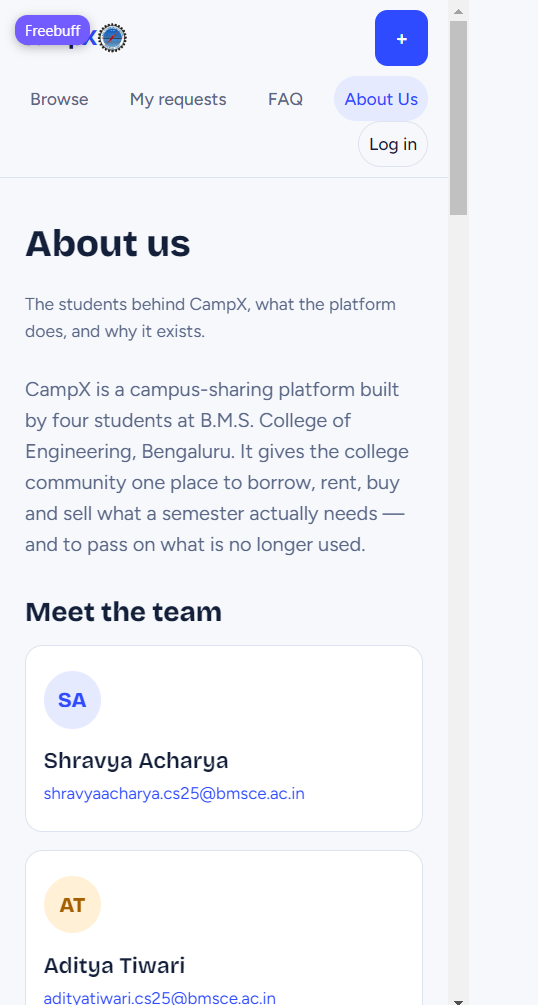 Freebuff
+
Browse
My requests
FAQ
About Us
Log in
About us
The students behind CampX, what the platform
does, and why it exists.
CampX is a campus-sharing platform built
by four students at B.M.S. College of
Engineering, Bengaluru. It gives the college
community one place to borrow, rent, buy
and sell what a semester actually needs —
and to pass on what is no longer used.
Meet the team
SA
Shravya Acharya
shravyaacharya.cs25@bmsce.ac.in
AT
Aditya Tiwari
adityatiwari.cs25@bmsce.ac.in